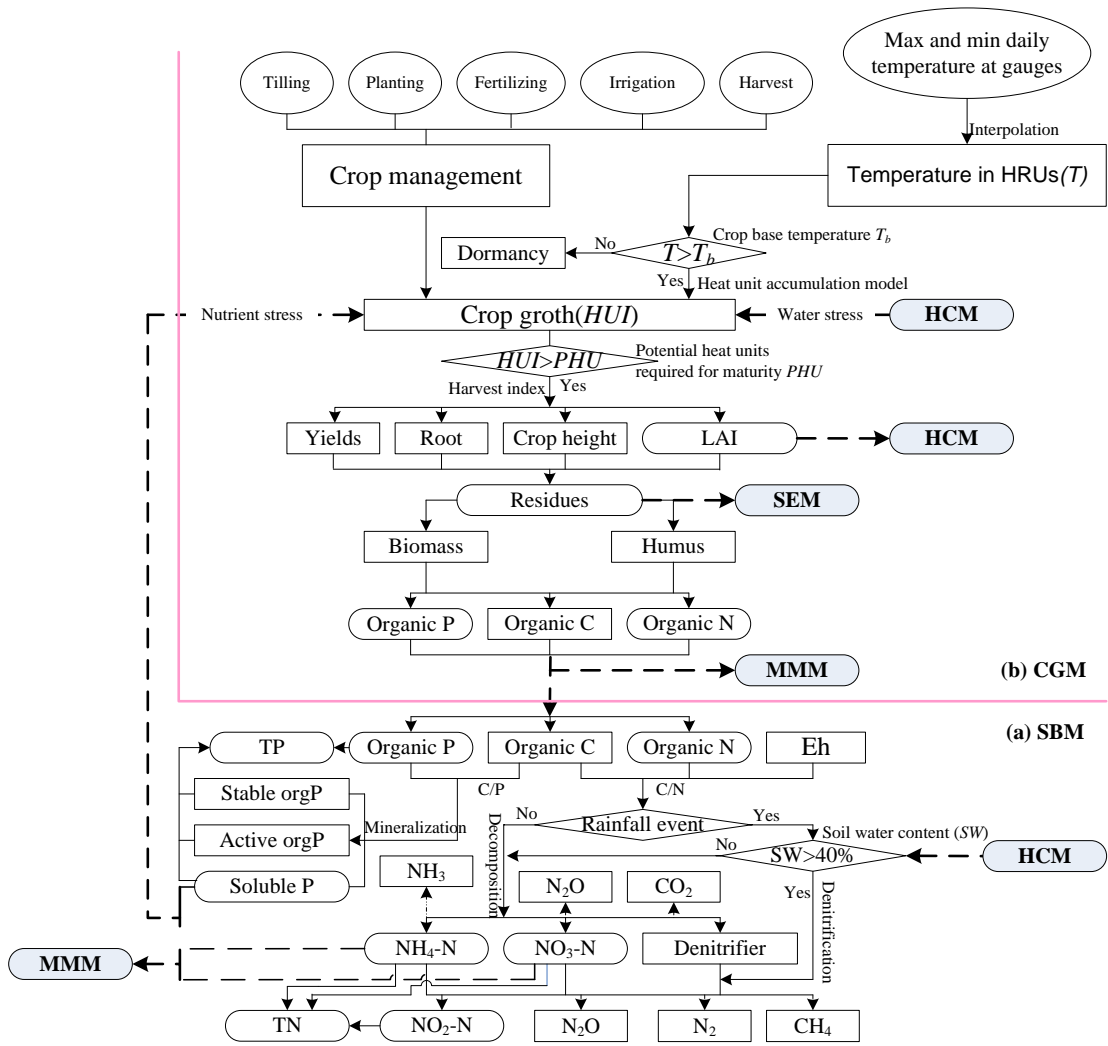 Max and min daily
temperature at gauges
Tilling
Planting
Fertilizing
Irrigation
Harvest
Interpolation
Crop management
Temperature in HRUs(T)
Crop base temperature Tb
Dormancy
No
T>Tb
Yes
Heat unit accumulation model
Nutrient stress
Crop groth(HUI)
Water stress
HCM
HUI>PHU
Potential heat units
required for maturity PHU
Harvest index
Yes
Yields
Root
Crop height
LAI
HCM
Residues
SEM
Biomass
Humus
Organic P
Organic C
Organic N
MMM
(b) CGM
(a) SBM
TP
Organic P
Organic C
Organic N
Eh
C/P
C/N
Stable orgP
No
Rainfall event
Yes
Mineralization
Active orgP
Decomposition
Soil water content (SW)
No
SW>40%
HCM
Soluble P
NH3
N2O
CO2
Yes
Denitrification
NH4-N
NO3-N
Denitrifier
MMM
TN
NO2-N
N2O
N2
CH4